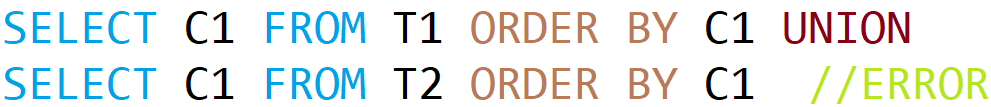 SELECT C1 FROM T1 ORDER BY C1 UNION
SELECT C1 FROM T2 ORDER BY C1 //ERROR